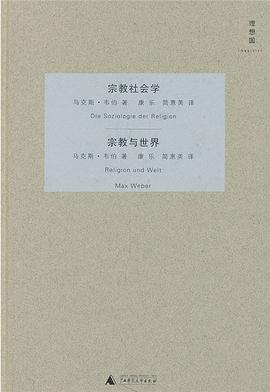 理想国
imaginist
宗教社会学
马克斯·韦伯 著 康 乐 简惠美 译
Die Soziologie der Religion
宗教与世界
马克斯·韦伯 著 康 乐 简惠美 译
Religion und Welt
Max Weber
广西师范大学出版社